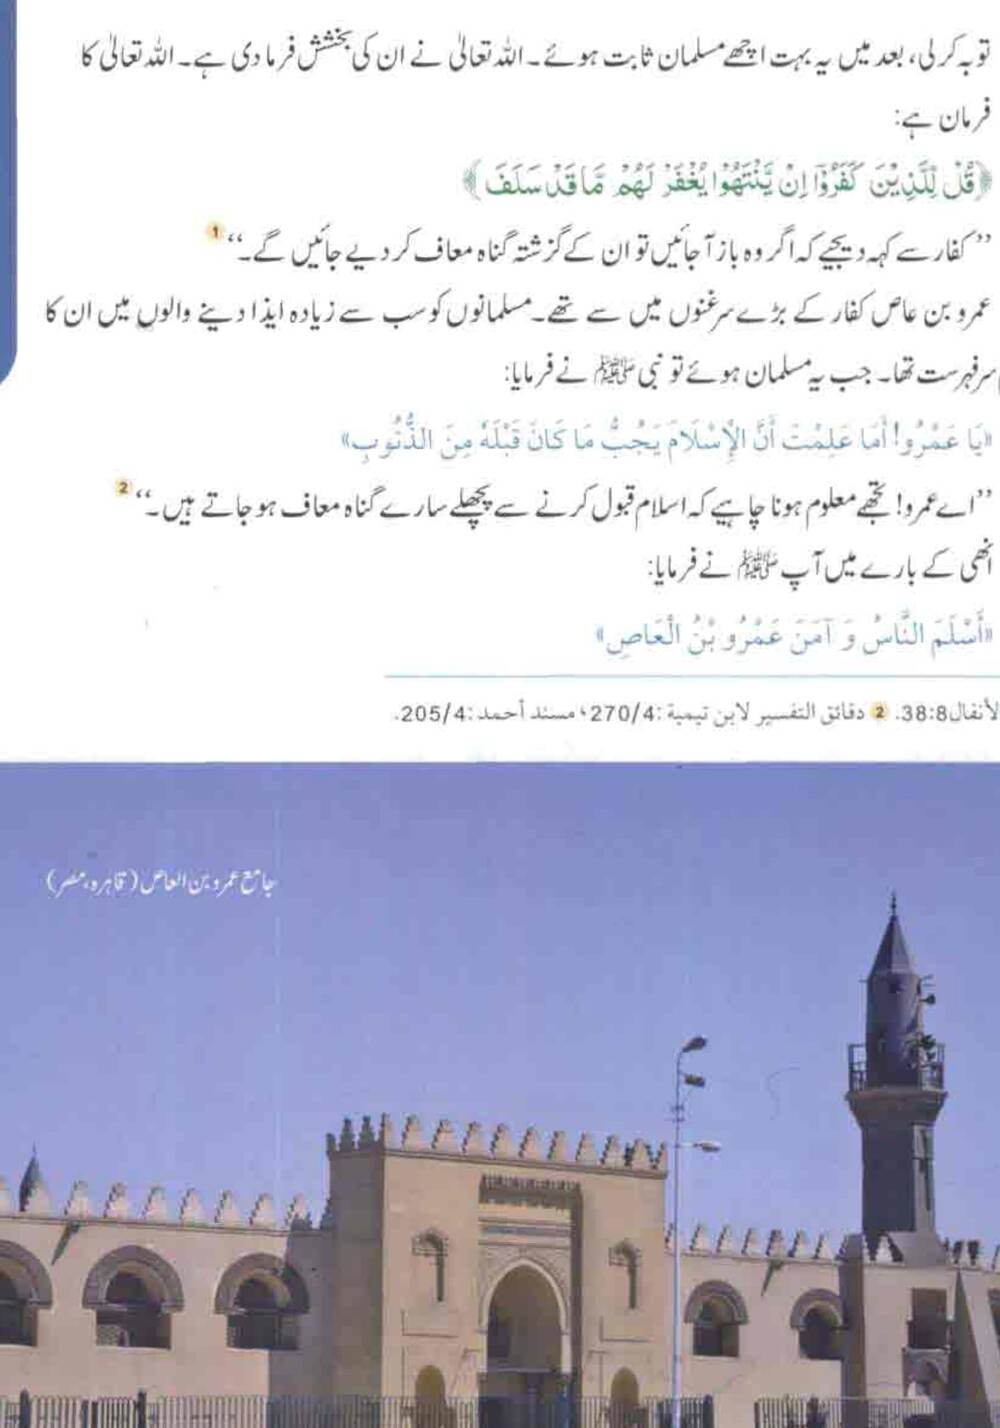 توبہ کر لی، بعد میں یہ بہت اچھے مسلمان ثابت ہوئے۔ اللہ تعالیٰ نے ان کی بخشش فرما دی ہے۔ اللہ تعالیٰ کا
فرمان ہے:
﴿قُلْ لِلَّذِيْنَ كَفَرُوْٓا اِنْ يَّنْتَهُوْا يُغْفَرْ لَهُمْ مَّا قَدْ سَلَفَ﴾
’’کفار سے کہہ دیجیے کہ اگر وہ باز آ جائیں تو ان کے گزشتہ گناہ معاف کر دیے جائیں گے۔‘‘ 1
عمرو بن عاص کفار کے بڑے سرغنوں میں سے تھے۔ مسلمانوں کو سب سے زیادہ ایذا دینے والوں میں ان کا
سرفہرست تھا۔ جب یہ مسلمان ہوئے تو نبی ﷺ نے فرمایا:
«يَا عَمْرُو! أَمَا عَلِمْتَ أَنَّ الْإِسْلَامَ يَجُبُّ مَا كَانَ قَبْلَهُ مِنَ الذُّنُوبِ»
’’اے عمرو! تجھے معلوم ہونا چاہیے کہ اسلام قبول کرنے سے پچھلے سارے گناہ معاف ہو جاتے ہیں۔‘‘ 2
انھی کے بارے میں آپ ﷺ نے فرمایا:
«أَسْلَمَ النَّاسُ وَ آمَنَ عَمْرُو بْنُ الْعَاصِ»
لأنفال 38:8. 2 دقائق التفسير لابن تيمية: 270/4، مسند أحمد: 205/4.
جامع عمرو بن العاص (قاہرہ، مصر)